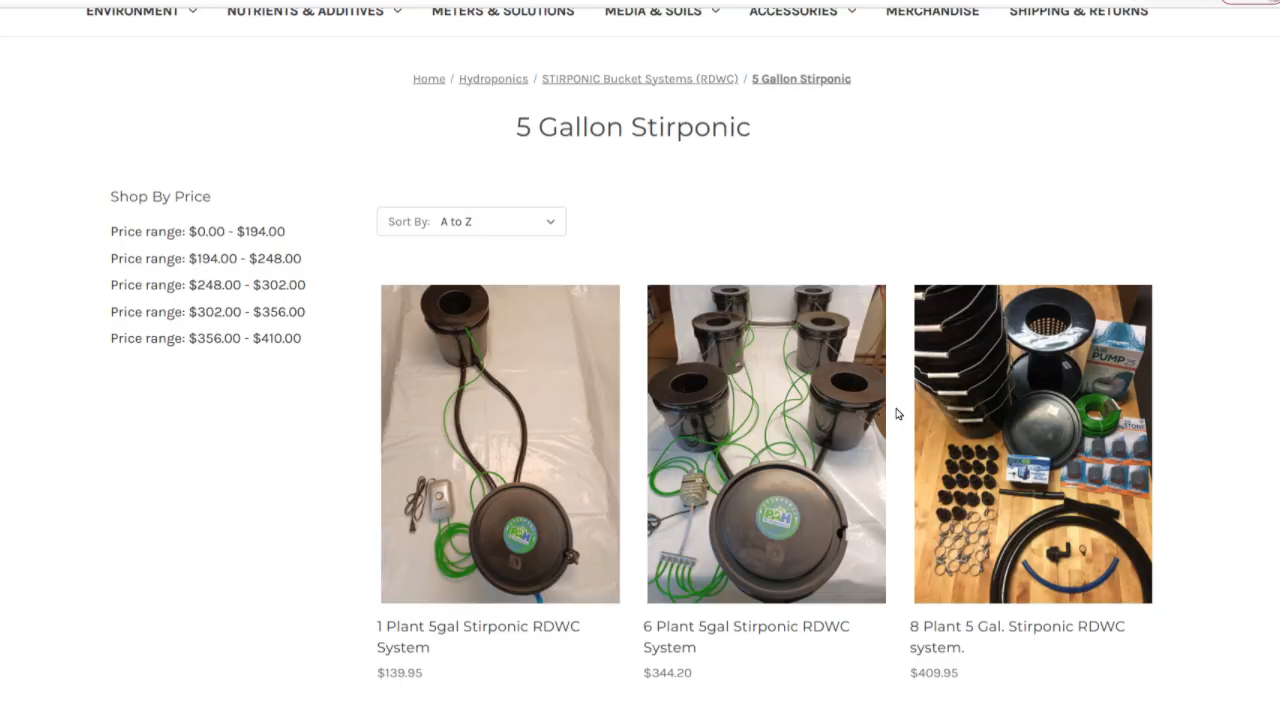 ENVIRONMENT NUTRIENTS & ADDITIVES METERS & SOLUTIONS MEDIA & SOILS ACCESSORIES MERCHANDISE SHIPPING & RETURNS
Home / Hydroponics / STIRPONIC Bucket Systems (RDWC) / 5 Gallon Stirponic
5 Gallon Stirponic
Shop By Price
Price range: $0.00 - $194.00
Price range: $194.00 - $248.00
Price range: $248.00 - $302.00
Price range: $302.00 - $356.00
Price range: $356.00 - $410.00
Sort By: A to Z
AIR
PUMP 25
1 Plant 5gal Stirponic RDWC
System
$139.95
6 Plant 5gal Stirponic RDWC
System
$344.20
8 Plant 5 Gal. Stirponic RDWC
system.
$409.95